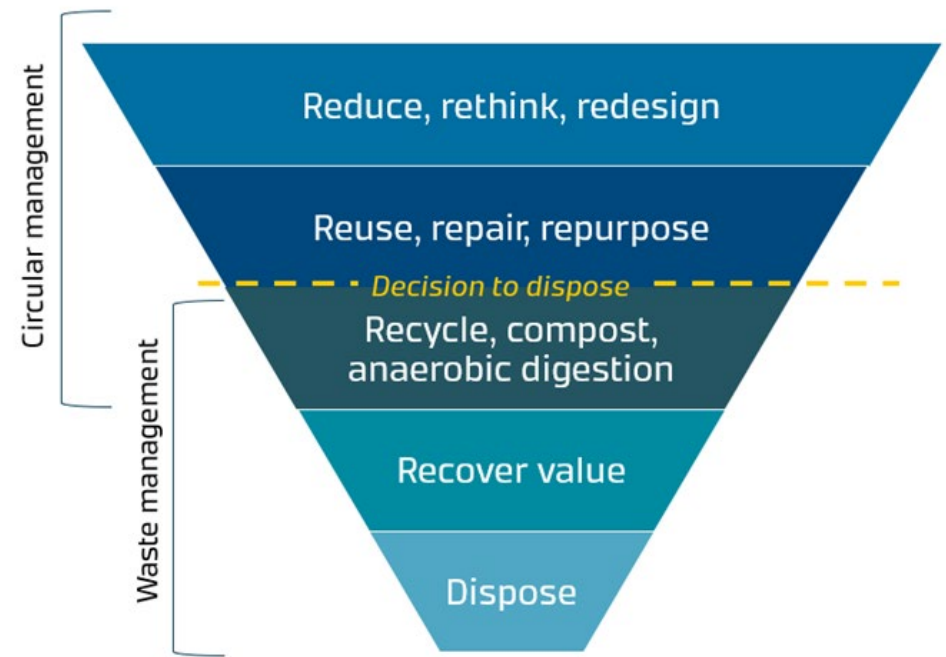 Circular management
Waste management
Reduce, rethink, redesign
Reuse, repair, repurpose
Decision to dispose
Recycle, compost,
anaerobic digestion
Recover value
Dispose